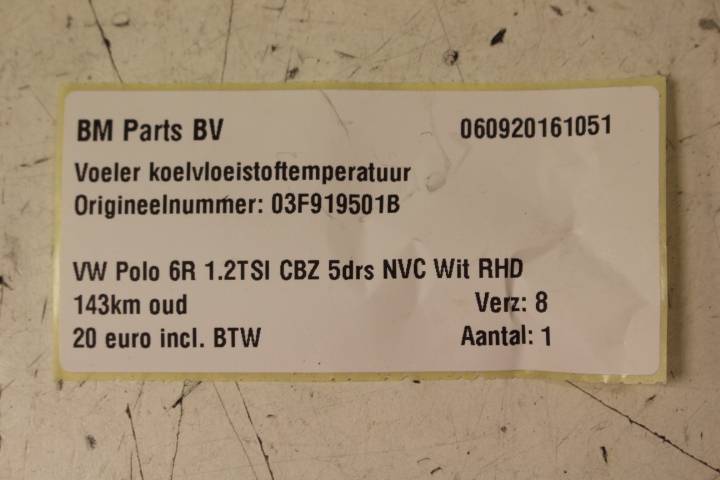 BM Parts BV 060920161051
Voeler koelvloeistoftemperatuur
Origineelnummer: 03F919501B
VW Polo 6R 1.2TSI CBZ 5drs NVC Wit RHD
143km oud Verz: 8
20 euro incl. BTW Aantal: 1